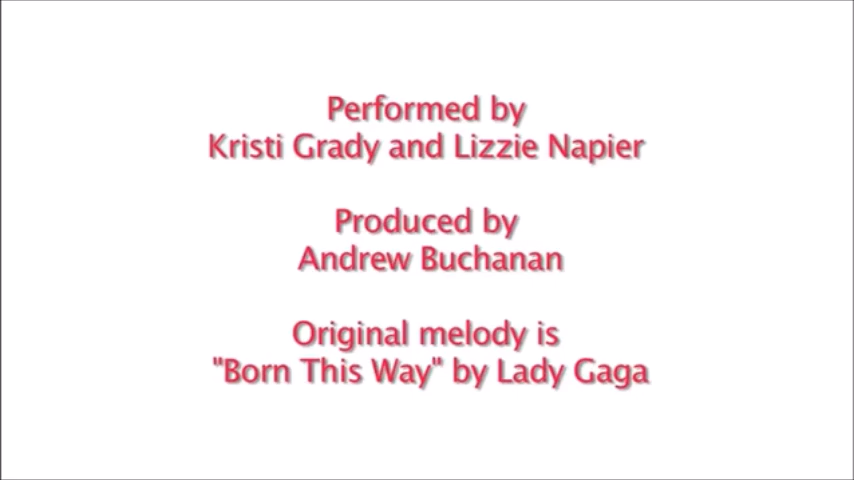 Performed by
Kristi Grady and Lizzie Napier
Produced by
Andrew Buchanan
Original melody is
"Born This Way" by Lady Gaga